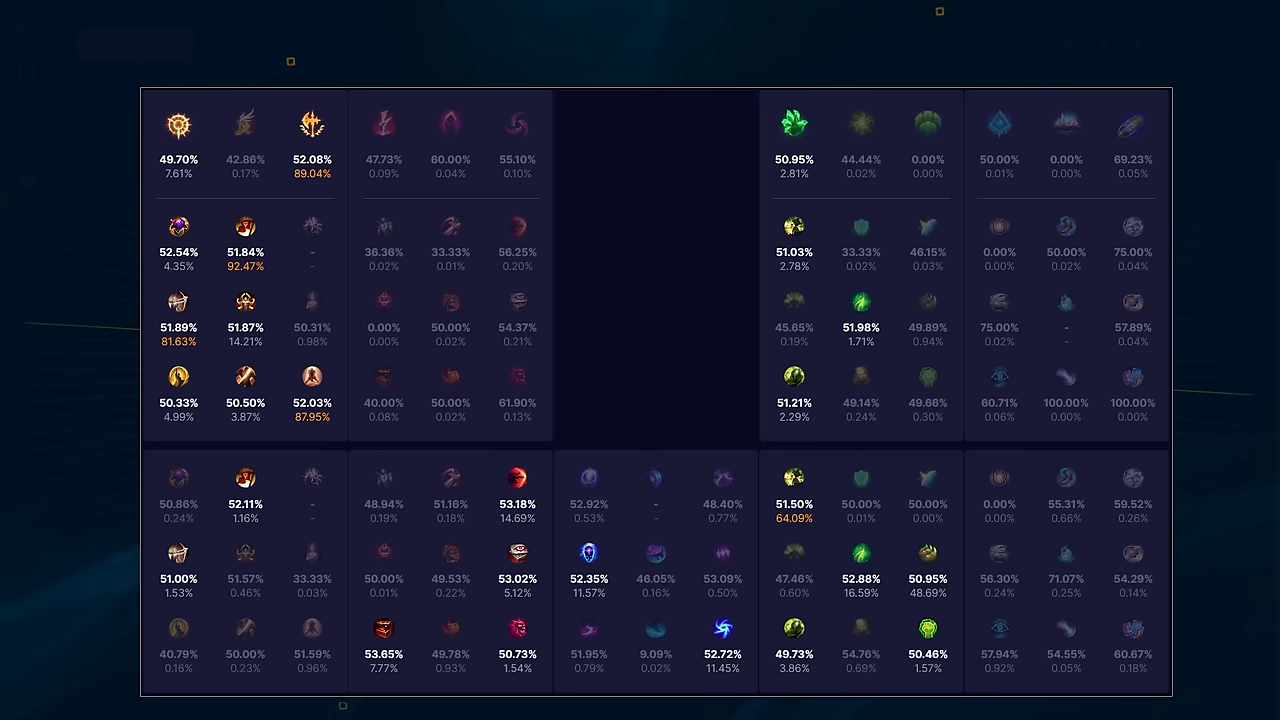 49.70% 42.86% 52.08% 47.73% 60.00% 55.10% 50.95% 44.44% 0.00% 50.00% 0.00% 69.23%
7.61% 0.17% 89.04% 0.09% 0.04% 0.10% 2.81% 0.02% 0.00% 0.01% 0.00% 0.05%
52.54% 51.84% - 36.36% 33.33% 56.25% 51.03% 33.33% 46.15% 0.00% 50.00% 75.00%
4.35% 92.47% - 0.02% 0.01% 0.20% 2.78% 0.02% 0.03% 0.00% 0.02% 0.04%
51.89% 51.87% 50.31% 0.00% 50.00% 54.37% 45.65% 51.98% 49.89% 75.00% - 57.89%
81.63% 14.21% 0.98% 0.00% 0.02% 0.21% 0.19% 1.71% 0.94% 0.02% - 0.04%
50.33% 50.50% 52.03% 40.00% 50.00% 61.90% 51.21% 49.14% 49.66% 60.71% 100.00% 100.00%
4.99% 3.87% 87.95% 0.08% 0.02% 0.13% 2.29% 0.24% 0.30% 0.06% 0.00% 0.00%
50.86% 52.11% - 48.94% 51.16% 53.18% 52.92% - 48.40% 51.50% 50.00% 50.00% 0.00% 55.31% 59.52%
0.24% 1.16% - 0.19% 0.18% 14.69% 0.53% - 0.77% 64.09% 0.01% 0.00% 0.00% 0.66% 0.26%
51.00% 51.57% 33.33% 50.00% 49.53% 53.02% 52.35% 46.05% 53.09% 47.46% 52.88% 50.95% 56.30% 71.07% 54.29%
1.53% 0.46% 0.03% 0.01% 0.22% 5.12% 11.57% 0.16% 0.50% 0.60% 16.59% 48.69% 0.24% 0.25% 0.14%
40.79% 50.00% 51.59% 53.65% 49.78% 50.73% 51.95% 9.09% 52.72% 49.73% 54.76% 50.46% 57.94% 54.55% 60.67%
0.16% 0.23% 0.96% 7.77% 0.93% 1.54% 0.79% 0.02% 11.45% 3.86% 0.69% 1.57% 0.92% 0.05% 0.18%